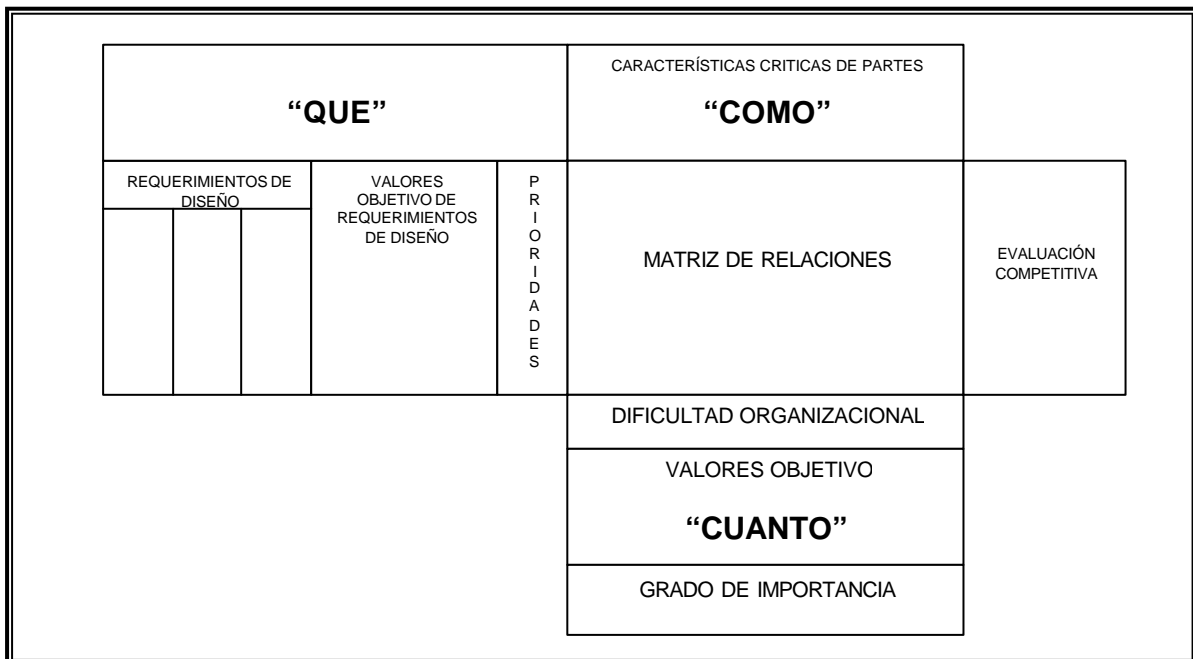 “QUE”
CARACTERÍSTICAS CRITICAS DE PARTES
“COMO”
REQUERIMIENTOS DE
DISEÑO
VALORES
OBJETIVO DE
REQUERIMIENTOS
DE DISEÑO
P
R
I
O
R
I
D
A
D
E
S
MATRIZ DE RELACIONES
EVALUACIÓN
COMPETITIVA
DIFICULTAD ORGANIZACIONAL
VALORES OBJETIVO
“CUANTO”
GRADO DE IMPORTANCIA